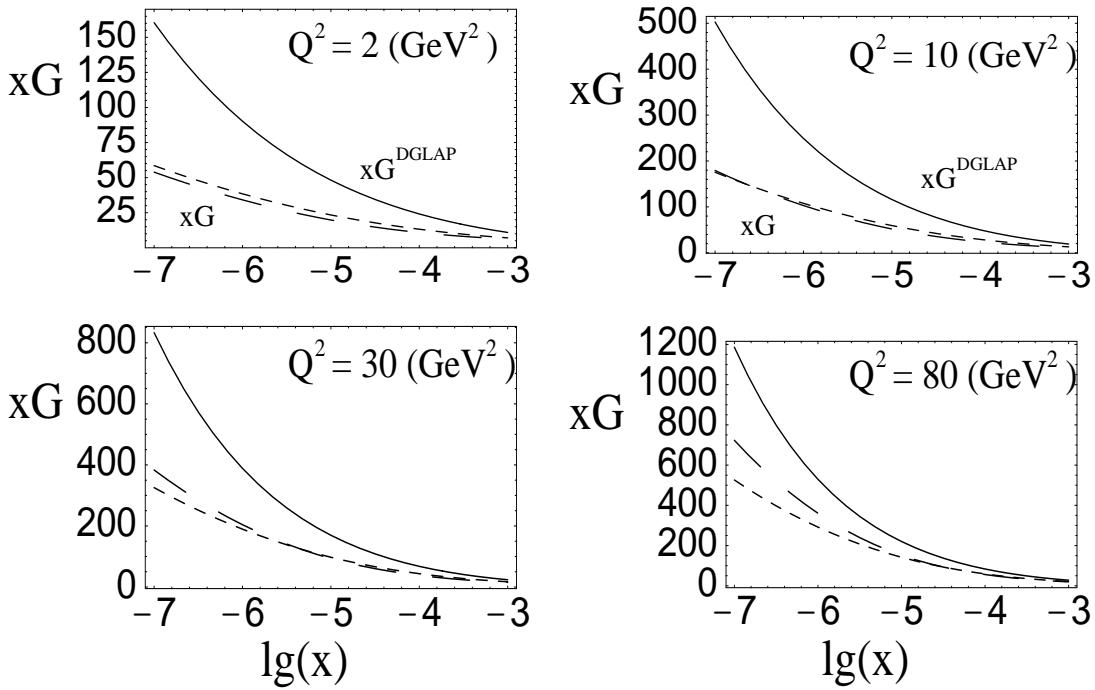 150
125
xG
100
75
50
25
Q² = 2 (GeV²)
xG^DGLAP
xG
−7 −6 −5 −4 −3
500
400
xG
300
200
100
0
Q² = 10 (GeV²)
xG^DGLAP
xG
−7 −6 −5 −4 −3
800
xG
600
400
200
0
Q² = 30 (GeV²)
−7 −6 −5 −4 −3
lg(x)
1200
1000
xG
800
600
400
200
0
Q² = 80 (GeV²)
−7 −6 −5 −4 −3
lg(x)